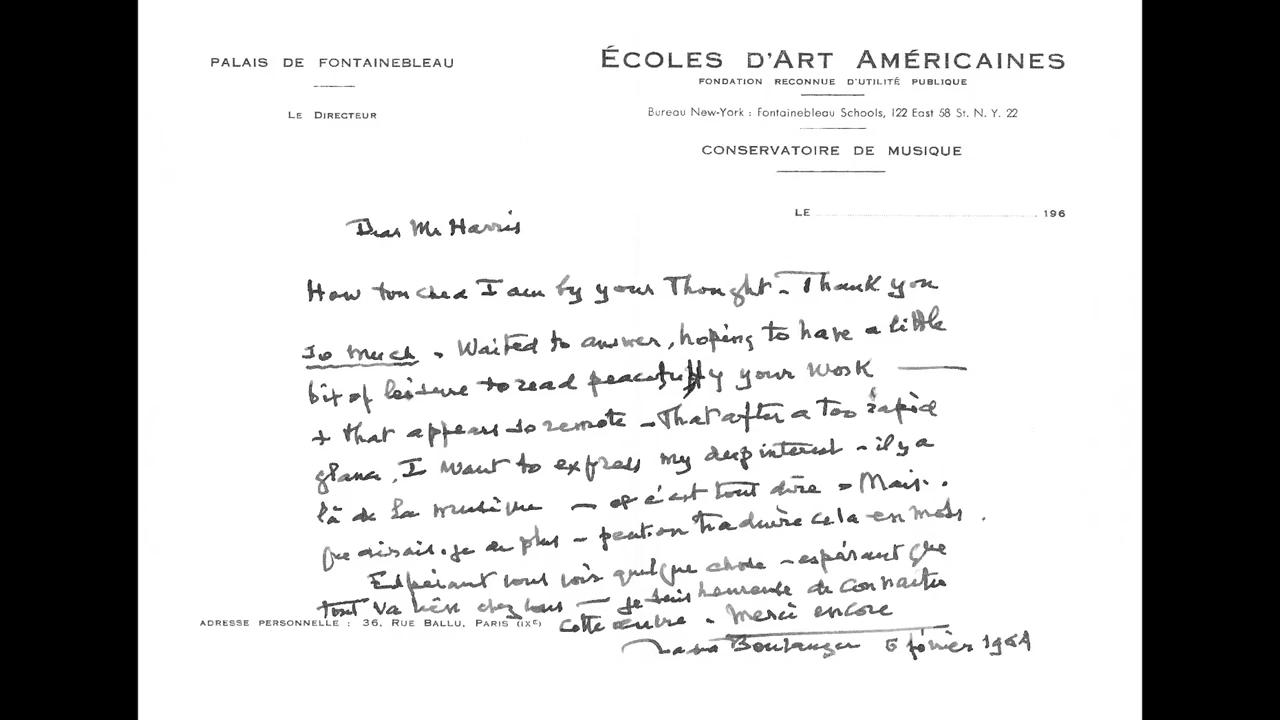 PALAIS DE FONTAINEBLEAU
LE DIRECTEUR
ÉCOLES D'ART AMÉRICAINES
FONDATION RECONNUE D'UTILITÉ PUBLIQUE
Bureau New-York : Fontainebleau Schools, 122 East 58 St. N. Y. 22
CONSERVATOIRE DE MUSIQUE
LE 196
Dear Mr Harris
How touched I am by your Thought - Thank you
so much - Waited to answer, hoping to have a little
bit of leisure to read peacefully your work
+ that appears so remote - That after a too rapid
glance, I want to express my deep interest - il y a
là de la musique - et c'est tout dire - Mais.
que dirais-je de plus - peut-on traduire cela en mots.
Espérant vous voir quelque chose - espérant que
tout va bien chez vous - je suis heureuse de connaître
cette œuvre - Merci encore
ADRESSE PERSONNELLE : 36, RUE BALLU, PARIS (IXe)
Nadia Boulanger 5 février 1964